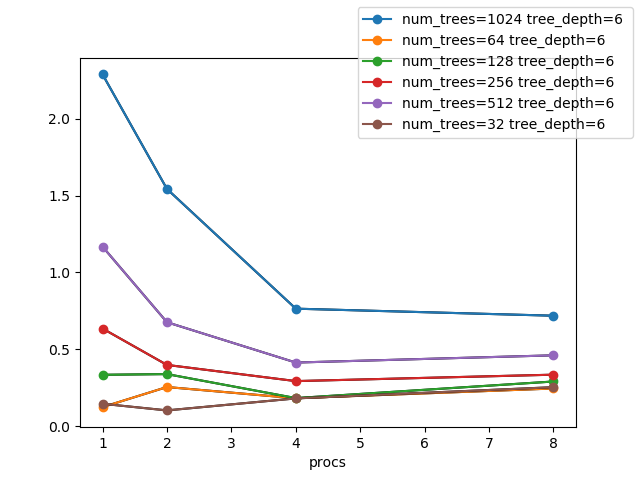 num_trees=1024 tree_depth=6
num_trees=64 tree_depth=6
num_trees=128 tree_depth=6
num_trees=256 tree_depth=6
num_trees=512 tree_depth=6
num_trees=32 tree_depth=6
2.0
1.5
1.0
0.5
0.0
1 2 3 4 5 6 7 8
procs